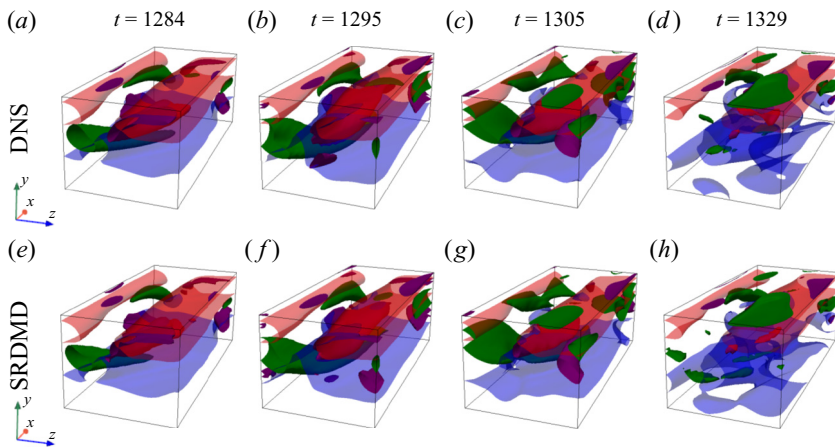 (a) t = 1284 (b) t = 1295 (c) t = 1305 (d) t = 1329
DNS
y
x
z
(e) (f) (g) (h)
SRDMD
y
x
z